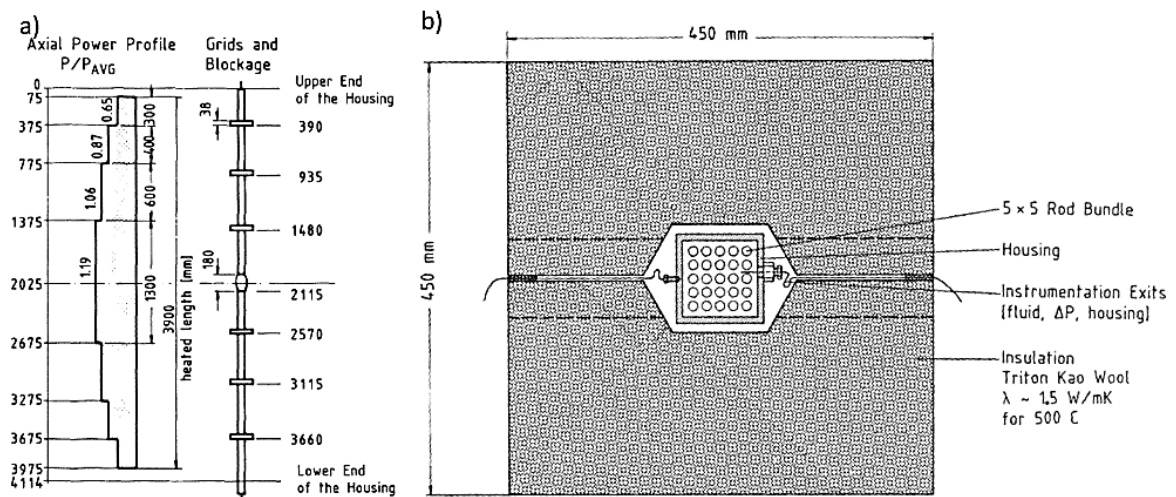 a)
Axial Power Profile
P/PAVG
0
75
375
775
1375
2025
2675
3275
3675
3975
4114
0.65
0.87
1.06
1.19
300
400
600
1300
3900
heated length [mm]
Grids and
Blockage
38
180
Upper End
of the Housing
390
935
1480
2115
2570
3115
3660
Lower End
of the Housing
b)
450 mm
450 mm
5 × 5 Rod Bundle
Housing
Instrumentation Exits
(fluid, ΔP, housing)
Insulation
Triton Kao Wool
λ ~ 1.5 W/mK
for 500 C